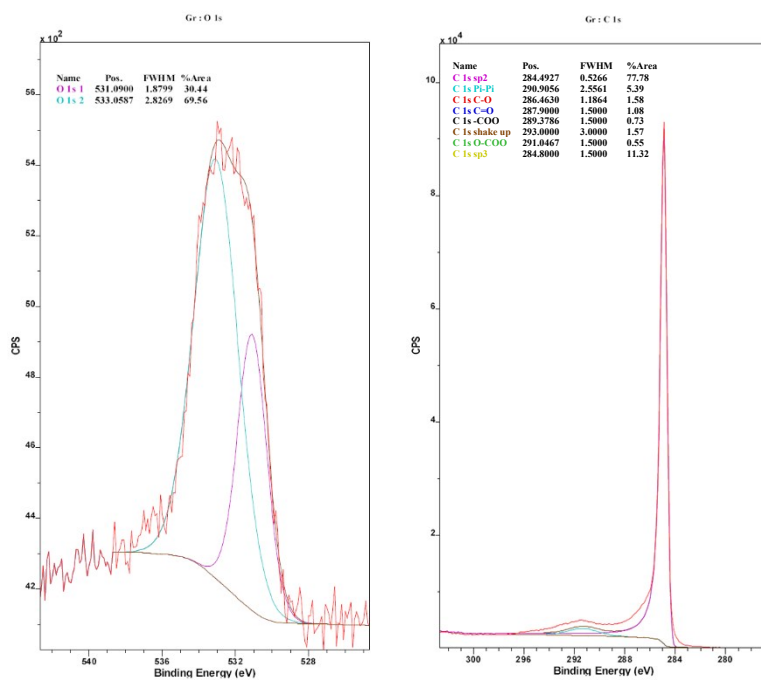 Gr : O 1s
x 10²
Name Pos. FWHM %Area
O 1s 1 531.0900 1.8799 30.44
O 1s 2 533.0587 2.8269 69.56
54
52
50
48
46
44
42
CPS
540 536 532 528
Binding Energy (eV)
Gr : C 1s
x 10⁴
Name Pos. FWHM %Area
C 1s sp2 284.4927 0.5266 77.78
C 1s Pi-Pi 290.9056 2.5561 5.39
C 1s C-O 286.4630 1.1864 1.58
C 1s C=O 287.9000 1.5000 1.08
C 1s -COO 289.3786 1.5000 0.73
C 1s shake up 293.0000 3.0000 1.57
C 1s O-COO 291.0467 1.5000 0.55
C 1s sp3 284.8000 1.5000 11.32
10
8
6
4
2
CPS
300 296 292 288 284 280
Binding Energy (eV)